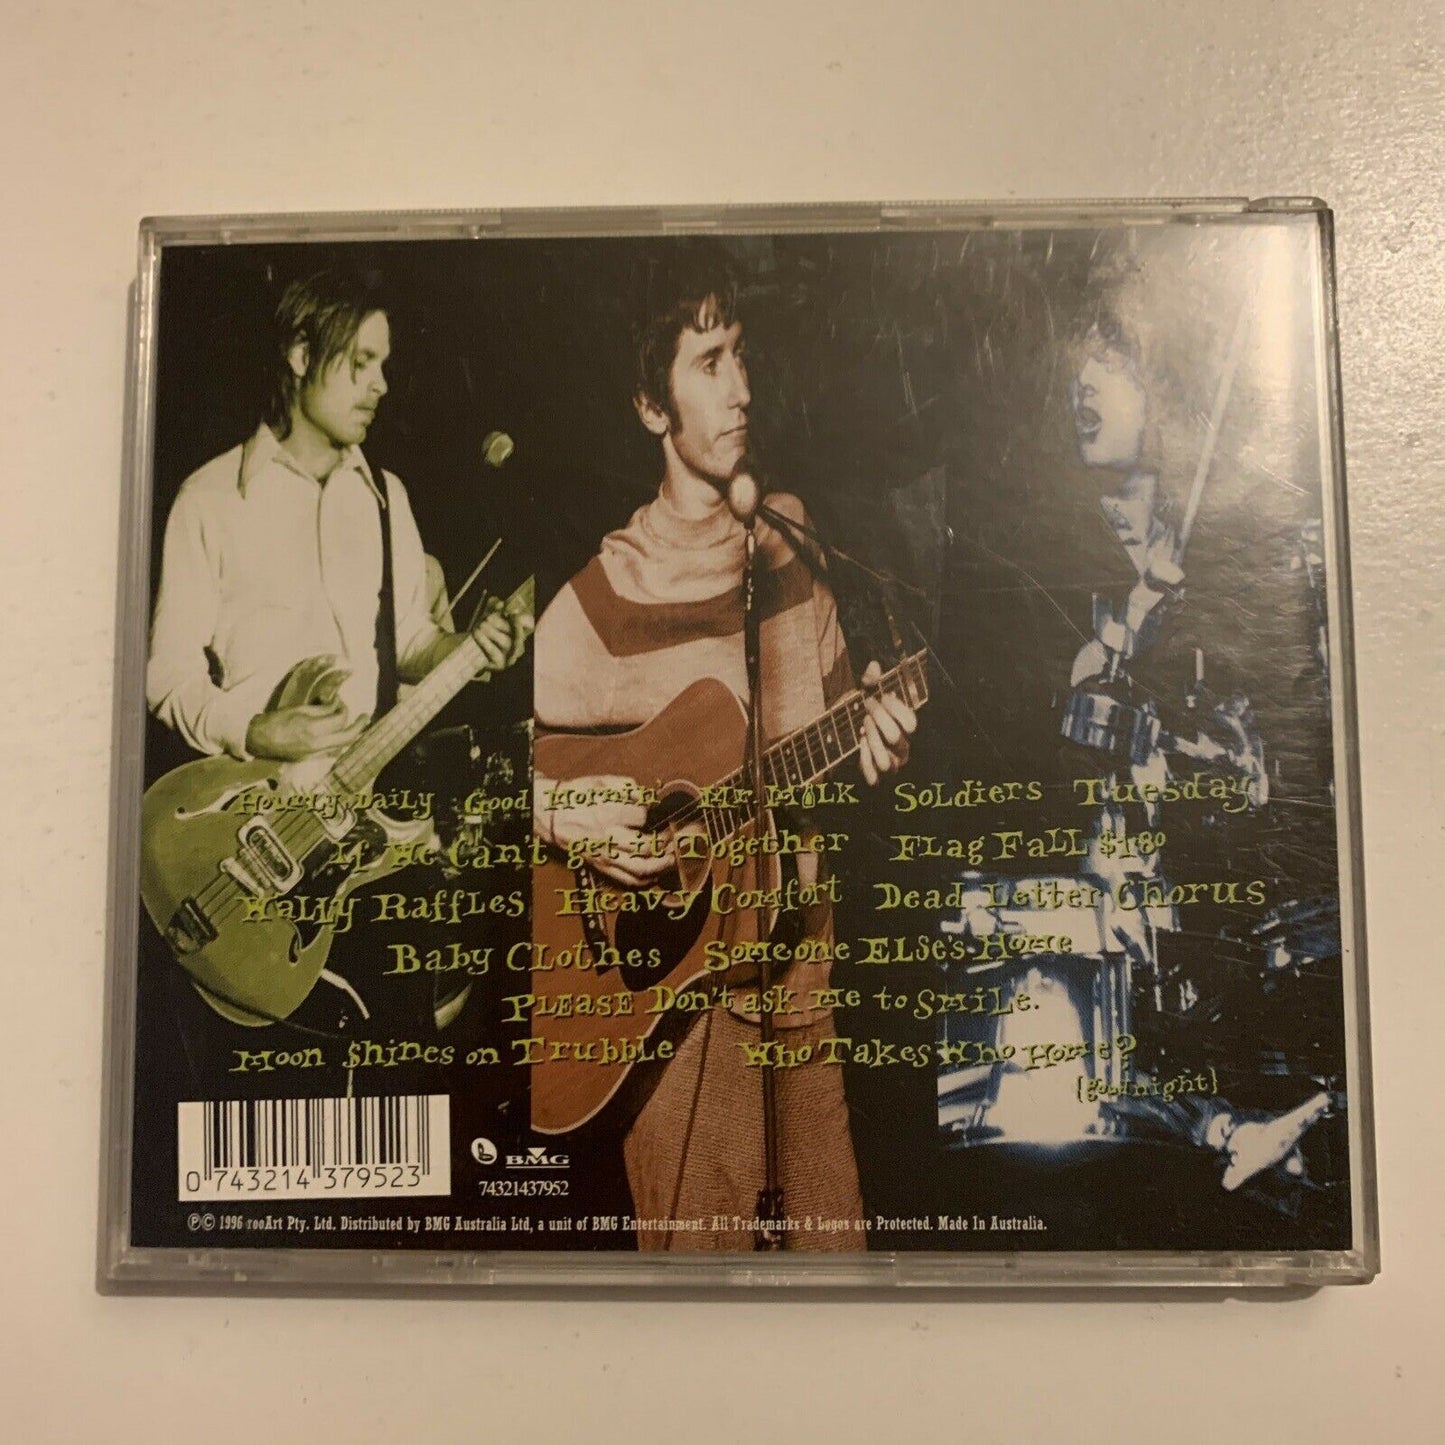 Hourly, Daily Good Mornin' Mr. Milk Soldiers Tuesday
If We Can't get it Together Flag Fall $1.80
Wally Raffles Heavy Comfort Dead Letter Chorus
Baby Clothes Someone Else's Home
Please Don't ask Me to Smile.
Moon Shines on Trubble Who Takes Who Home?
{goodnight}
BMG
0 743214 379523
74321437952
℗© 1996 rooArt Pty. Ltd. Distributed by BMG Australia Ltd, a unit of BMG Entertainment. All Trademarks & Logos are Protected. Made In Australia.